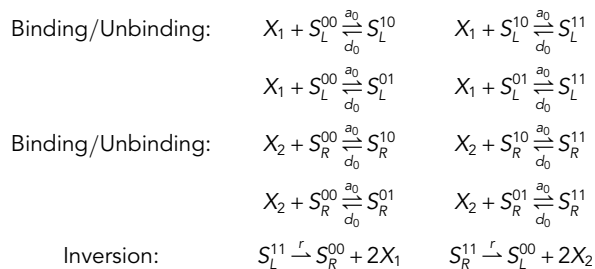 Binding/Unbinding: X₁ + S_L^00 ⇌ (a₀ / d₀) S_L^10 X₁ + S_L^10 ⇌ (a₀ / d₀) S_L^11
X₁ + S_L^00 ⇌ (a₀ / d₀) S_L^01 X₁ + S_L^01 ⇌ (a₀ / d₀) S_L^11
Binding/Unbinding: X₂ + S_R^00 ⇌ (a₀ / d₀) S_R^10 X₂ + S_R^10 ⇌ (a₀ / d₀) S_R^11
X₂ + S_R^00 ⇌ (a₀ / d₀) S_R^01 X₂ + S_R^01 ⇌ (a₀ / d₀) S_R^11
Inversion: S_L^11 →^r S_R^00 + 2X₁ S_R^11 →^r S_L^00 + 2X₂